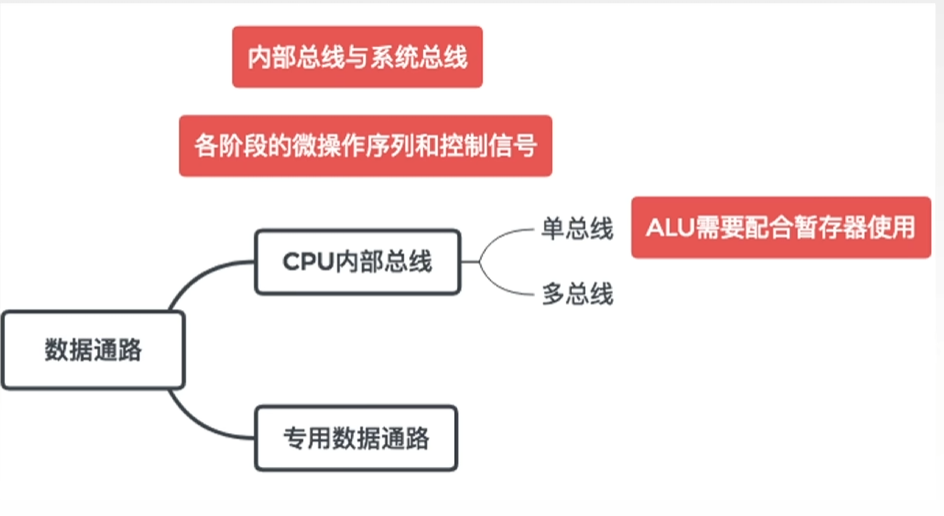 内部总线与系统总线
各阶段的微操作序列和控制信号
单总线
ALU需要配合暂存器使用
CPU内部总线
多总线
数据通路
专用数据通路